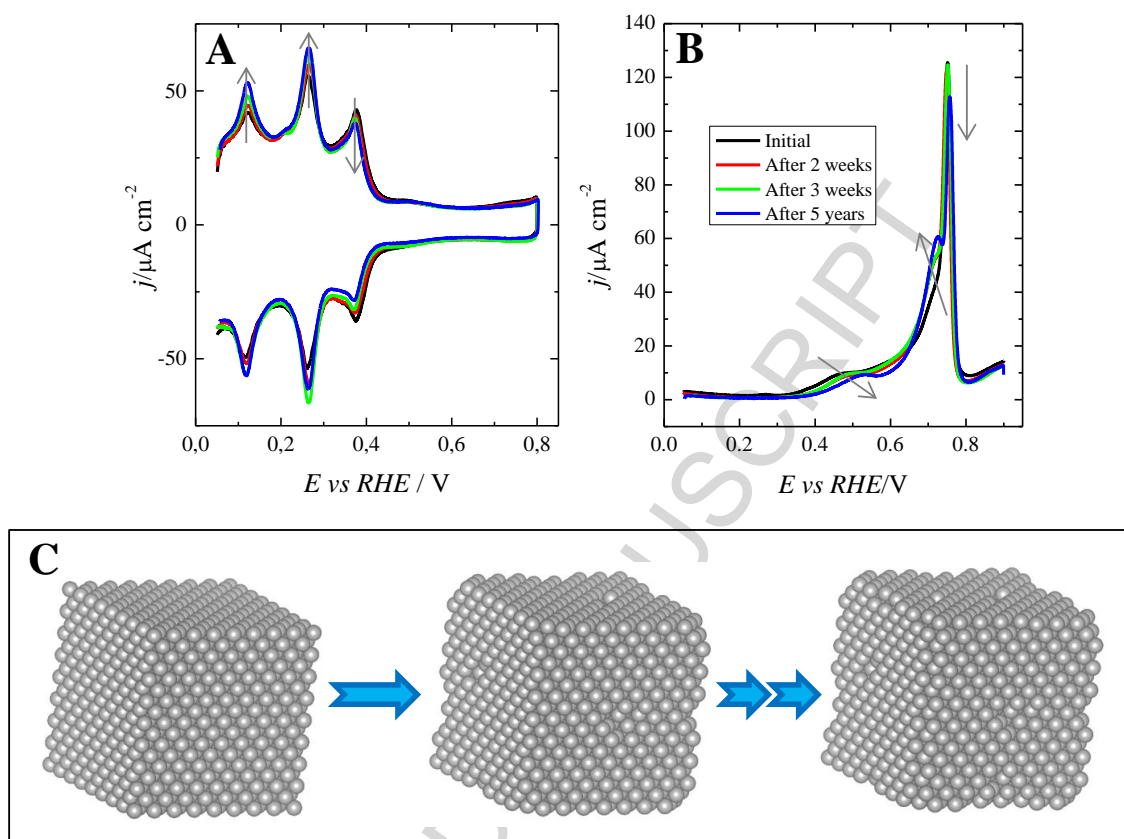 A
50
0
-50
j/µA cm-2
0,0 0,2 0,4 0,6 0,8
E vs RHE / V
B
140
120
100
80
60
40
20
0
j/µA cm-2
Initial
After 2 weeks
After 3 weeks
After 5 years
0.0 0.2 0.4 0.6 0.8
E vs RHE/V
C